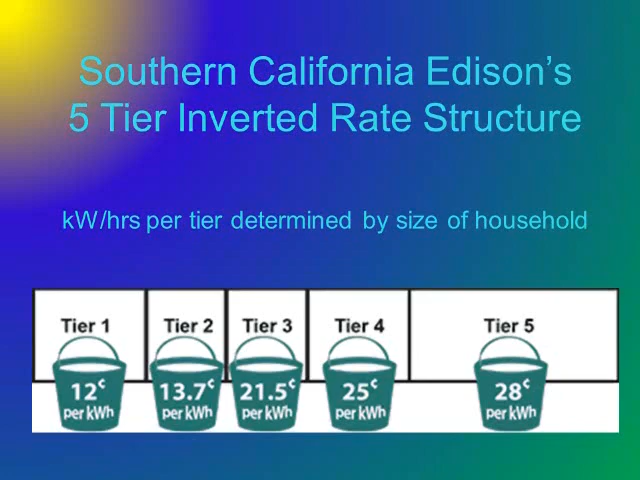 Southern California Edison's
5 Tier Inverted Rate Structure
kW/hrs per tier determined by size of household
Tier 1 Tier 2 Tier 3 Tier 4 Tier 5
12¢ 13.7¢ 21.5¢ 25¢ 28¢
per kWh per kWh per kWh per kWh per kWh